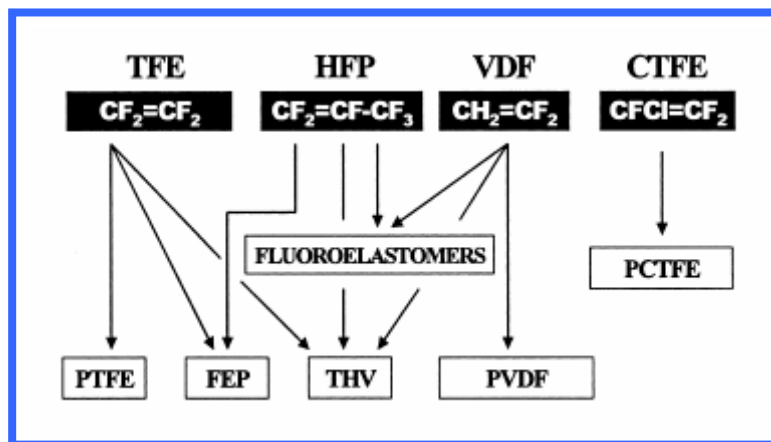 TFE HFP VDF CTFE
CF₂=CF₂ CF₂=CF-CF₃ CH₂=CF₂ CFCl=CF₂
FLUOROELASTOMERS
PCTFE
PTFE FEP THV PVDF